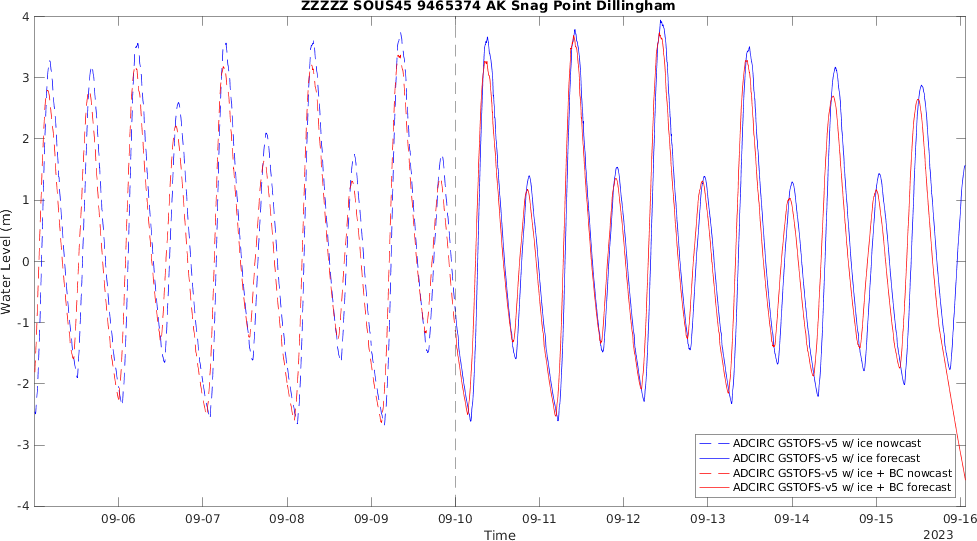 ZZZZZ SOUS45 9465374 AK Snag Point Dillingham
4
3
2
1
0
-1
-2
-3
-4
Water Level (m)
ADCIRC GSTOFS-v5 w/ ice nowcast
ADCIRC GSTOFS-v5 w/ ice forecast
ADCIRC GSTOFS-v5 w/ ice + BC nowcast
ADCIRC GSTOFS-v5 w/ ice + BC forecast
09-06 09-07 09-08 09-09 09-10 09-11 09-12 09-13 09-14 09-15 09-16
Time
2023